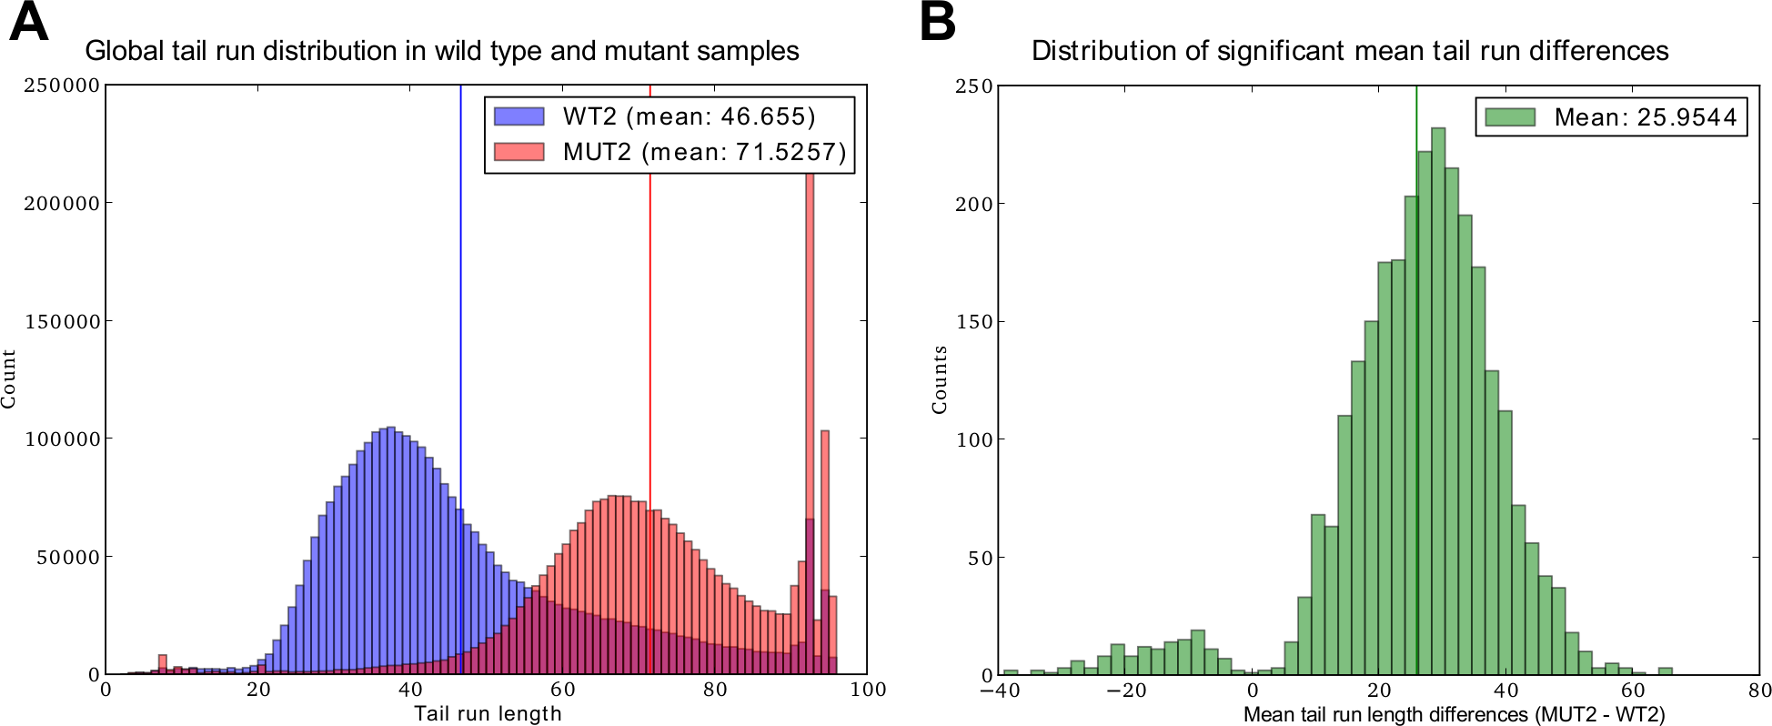 A
Global tail run distribution in wild type and mutant samples
250000
200000
150000
100000
50000
0
Count
WT2 (mean: 46.655)
MUT2 (mean: 71.5257)
0 20 40 60 80 100
Tail run length
B
Distribution of significant mean tail run differences
250
200
150
100
50
0
Counts
Mean: 25.9544
−40 −20 0 20 40 60 80
Mean tail run length differences (MUT2 - WT2)